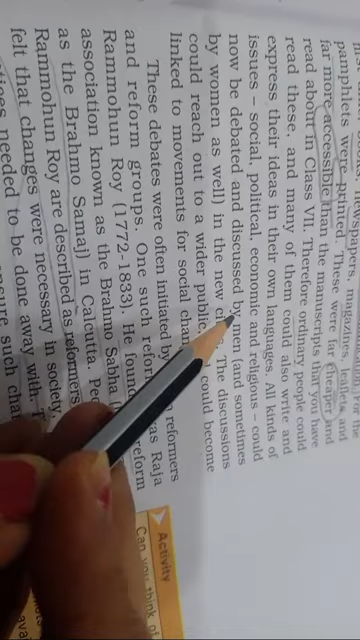 newspapers, magazines, leaflets and
pamphlets were printed. These were far cheaper and
far more accessible than the manuscripts that you have
read about in Class VII. Therefore ordinary people could
read these, and many of them could also write and
express their ideas in their own languages. All kinds of
issues – social, political, economic and religious – could
now be debated and discussed by men (and sometimes
by women as well) in the new The discussions
could reach out to a wider public, could become
linked to movements for social
These debates were often initiated by reformers
and reform groups. One such was Raja
Rammohun Roy (1772-1833). He reform
association known as the Brahmo Sabha
as the Brahmo Samaj) in Calcutta.
Rammohun Roy are described as reformers
felt that changes were necessary in society,
needed to be done away with.
such
Activity
Can you think of